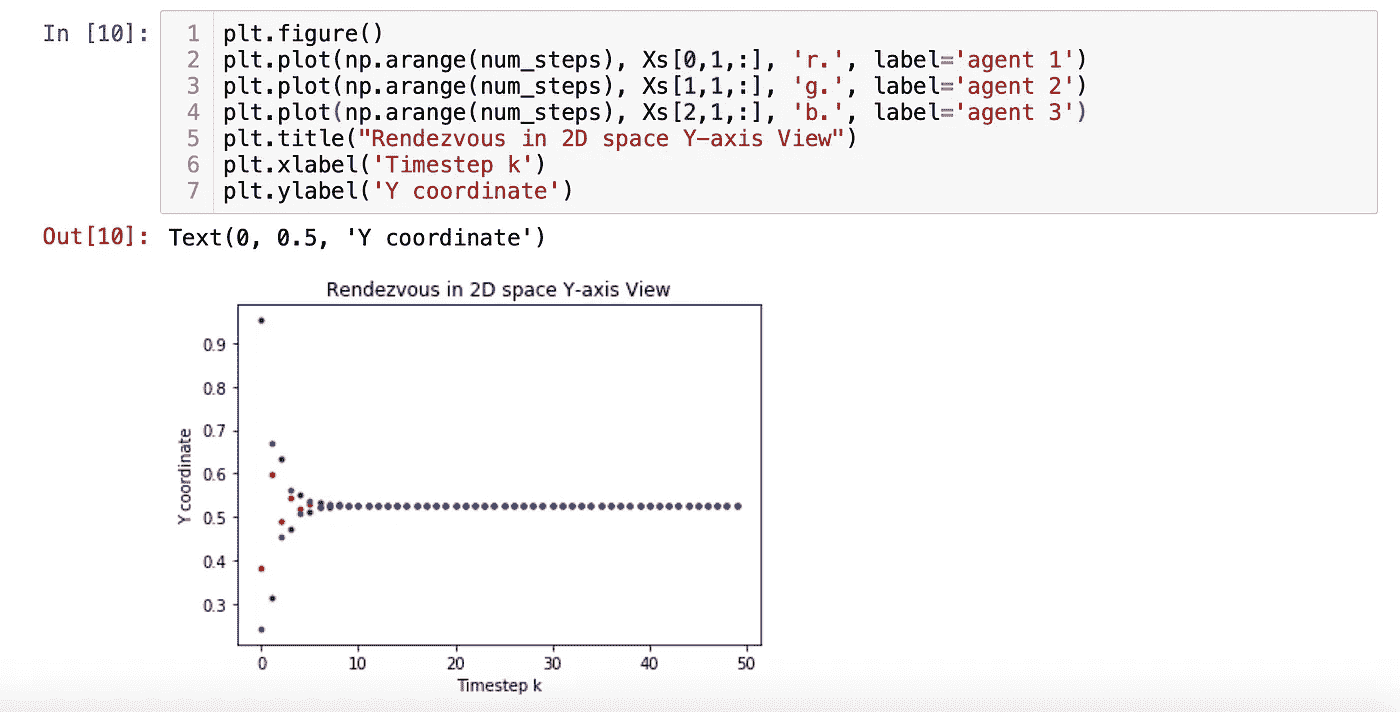 In [10]:
1 plt.figure()
2 plt.plot(np.arange(num_steps), Xs[0,1,:], 'r.', label='agent 1')
3 plt.plot(np.arange(num_steps), Xs[1,1,:], 'g.', label='agent 2')
4 plt.plot(np.arange(num_steps), Xs[2,1,:], 'b.', label='agent 3')
5 plt.title("Rendezvous in 2D space Y-axis View")
6 plt.xlabel('Timestep k')
7 plt.ylabel('Y coordinate')
Out[10]: Text(0, 0.5, 'Y coordinate')
Rendezvous in 2D space Y-axis View
Y coordinate
0.9
0.8
0.7
0.6
0.5
0.4
0.3
0 10 20 30 40 50
Timestep k